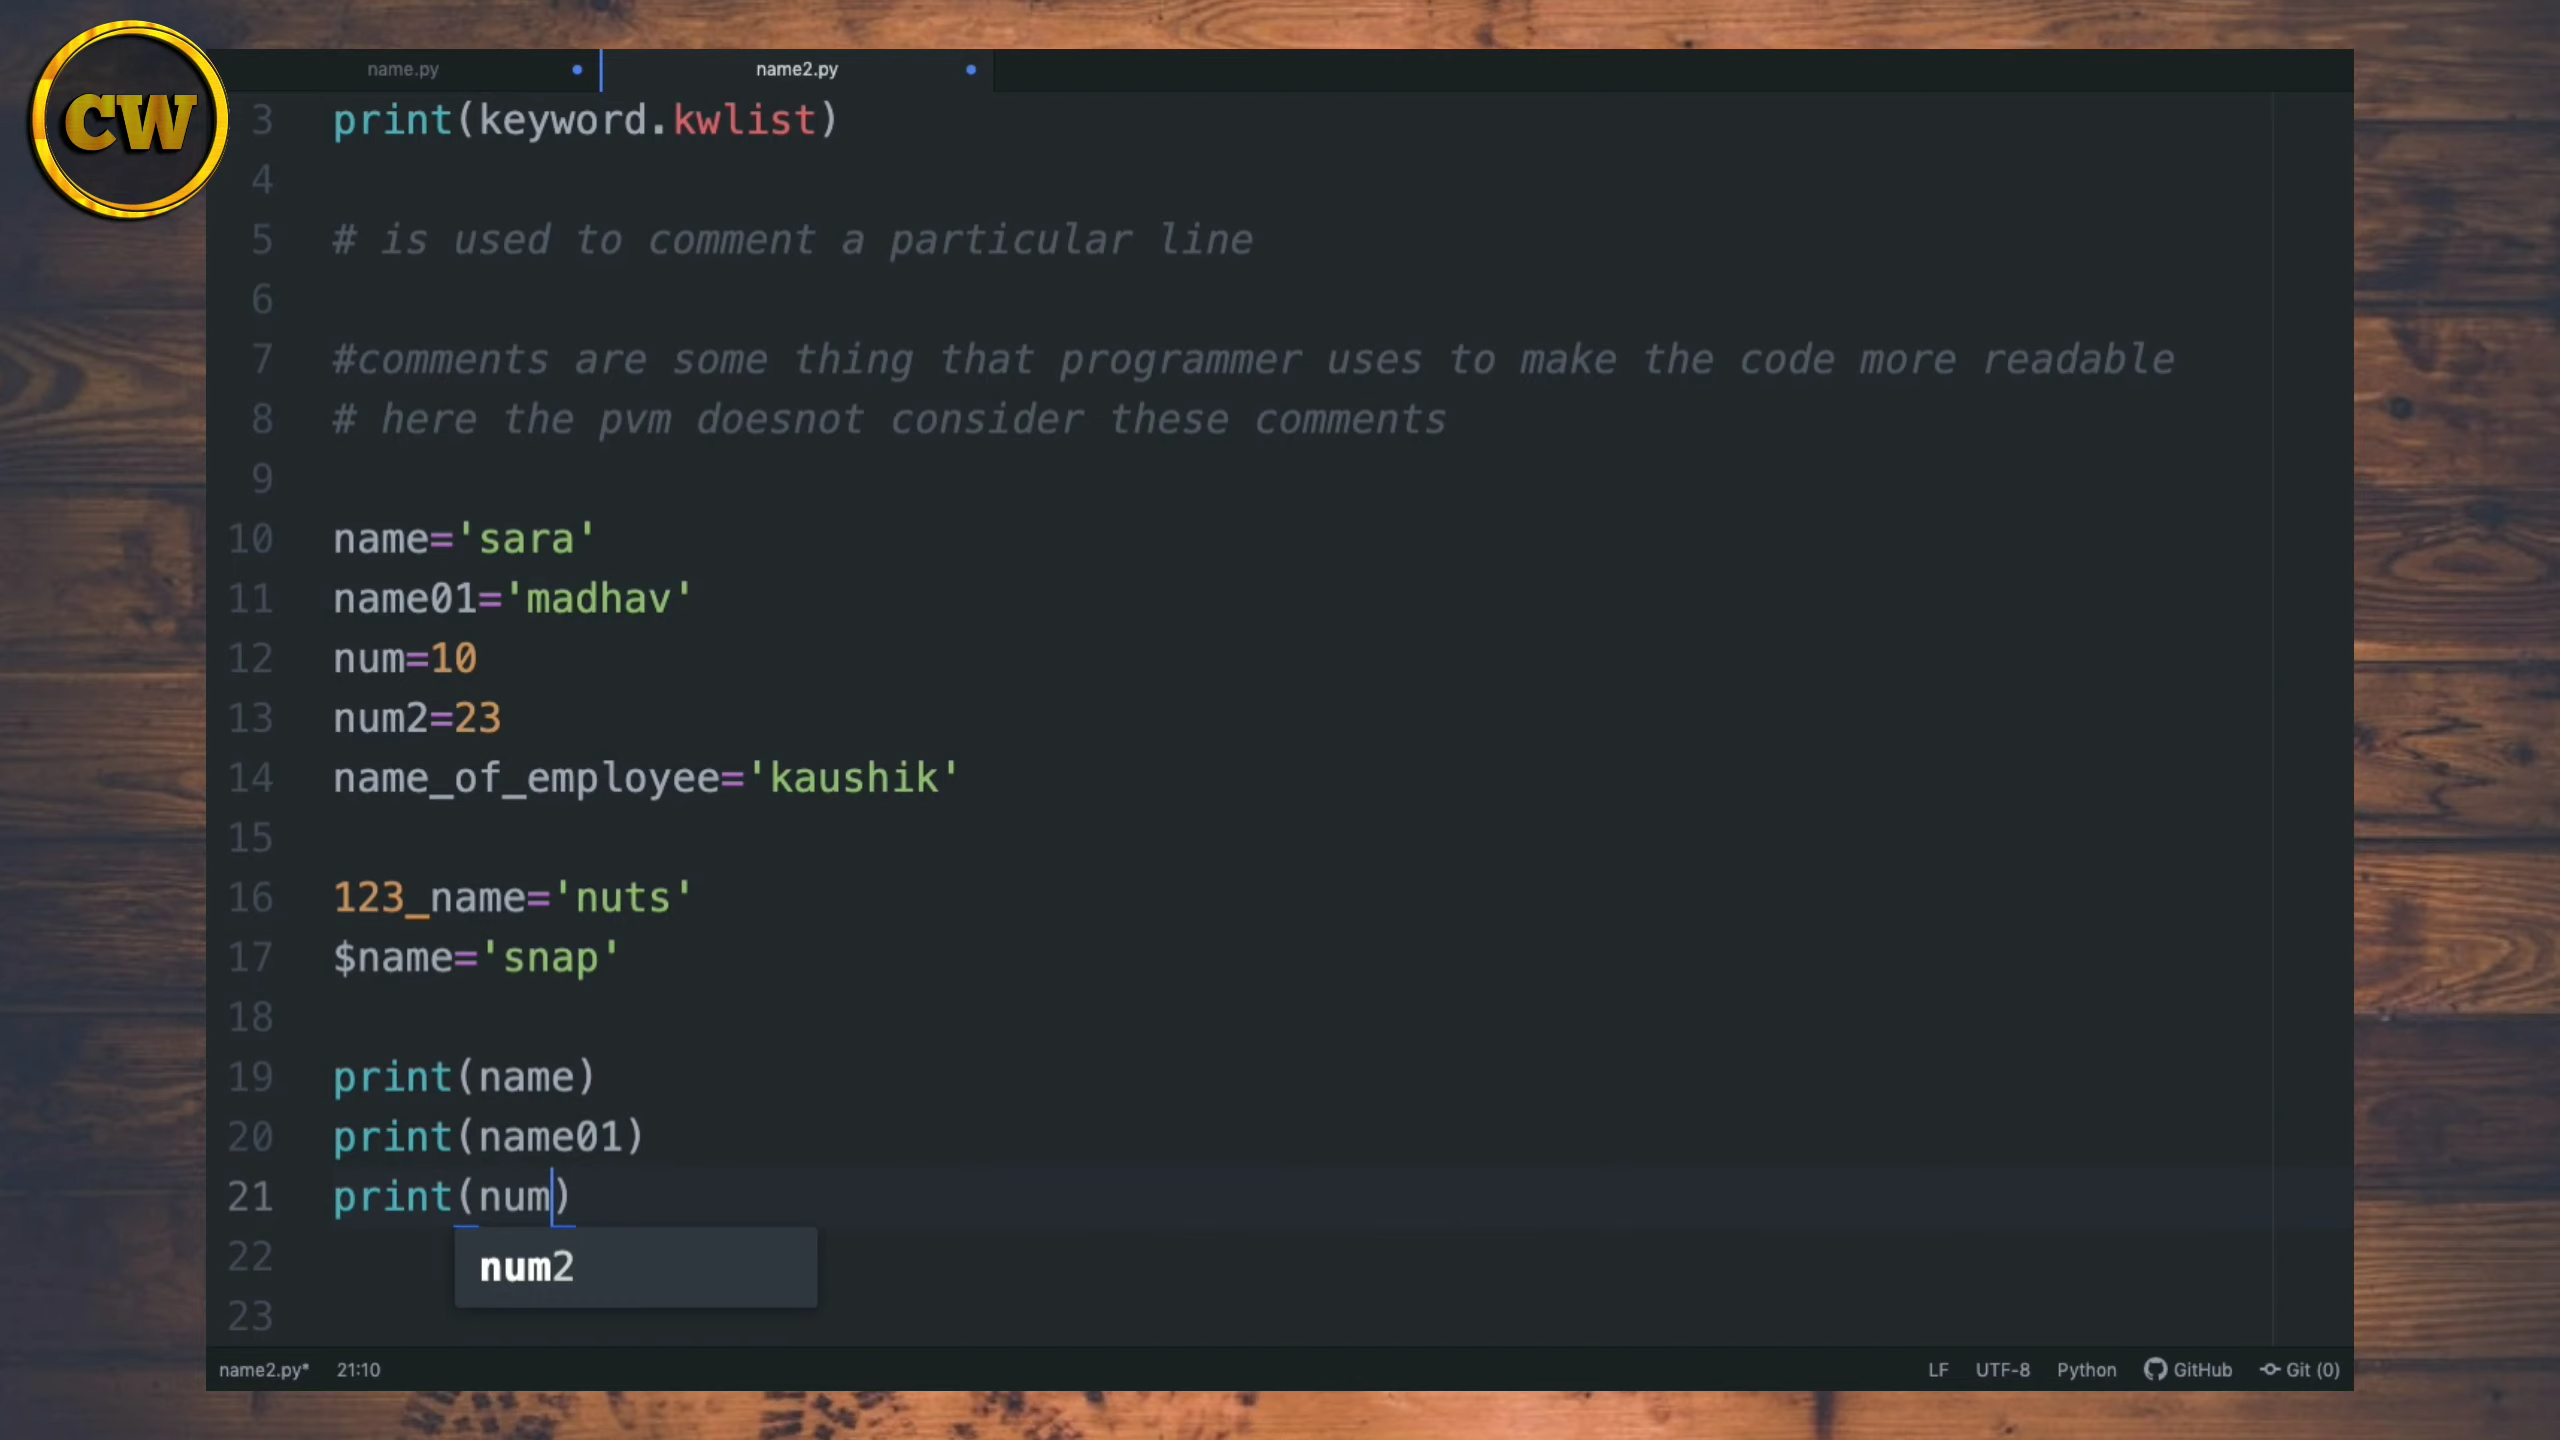 CW
name.py
name2.py
3 print(keyword.kwlist)
4
5 # is used to comment a particular line
6
7 #comments are some thing that programmer uses to make the code more readable
8 # here the pvm doesnot consider these comments
9
10 name='sara'
11 name01='madhav'
12 num=10
13 num2=23
14 name_of_employee='kaushik'
15
16 123_name='nuts'
17 $name='snap'
18
19 print(name)
20 print(name01)
21 print(num)
22 num2
23
name2.py* 21:10 LF UTF-8 Python GitHub Git (0)